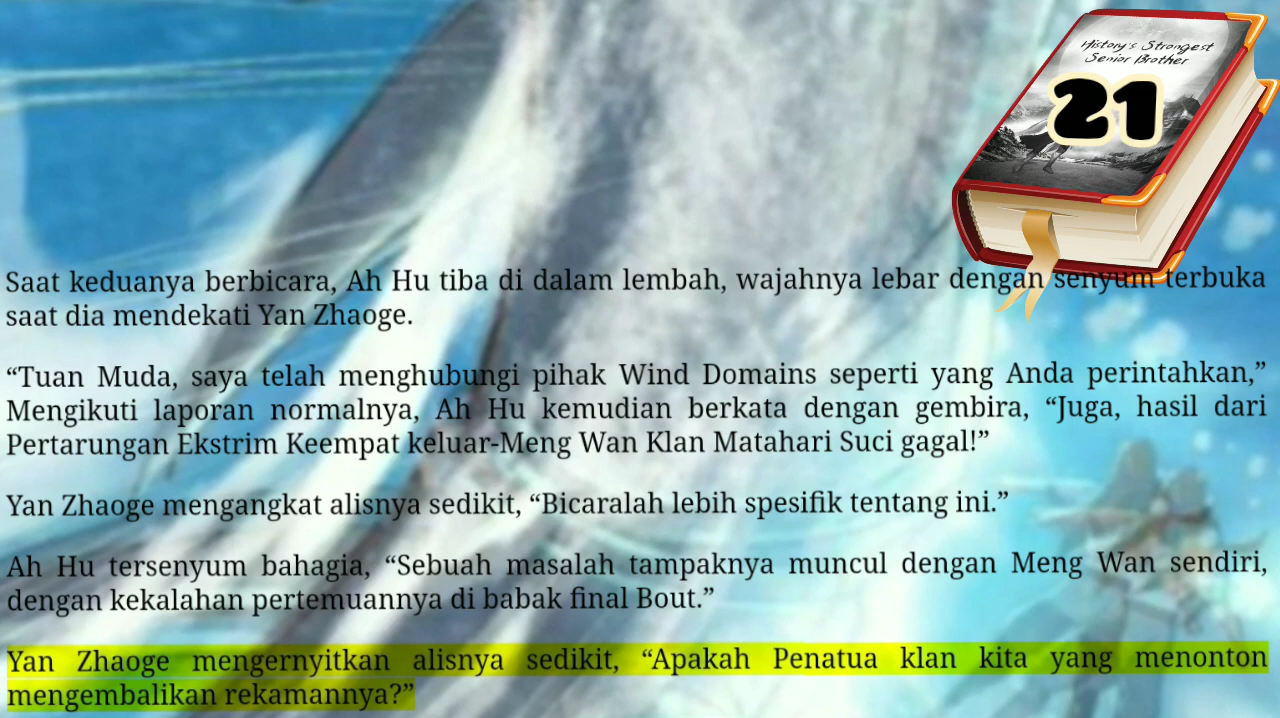 History's Strongest
Senior Brother
21
Saat keduanya berbicara, Ah Hu tiba di dalam lembah, wajahnya lebar dengan senyum terbuka
saat dia mendekati Yan Zhaoge.
“Tuan Muda, saya telah menghubungi pihak Wind Domains seperti yang Anda perintahkan,”
Mengikuti laporan normalnya, Ah Hu kemudian berkata dengan gembira, “Juga, hasil dari
Pertarungan Ekstrim Keempat keluar-Meng Wan Klan Matahari Suci gagal!”
Yan Zhaoge mengangkat alisnya sedikit, “Bicaralah lebih spesifik tentang ini.”
Ah Hu tersenyum bahagia, “Sebuah masalah tampaknya muncul dengan Meng Wan sendiri,
dengan kekalahan pertemuannya di babak final Bout.”
Yan Zhaoge mengernyitkan alisnya sedikit, “Apakah Penatua klan kita yang menonton
mengembalikan rekamannya?”